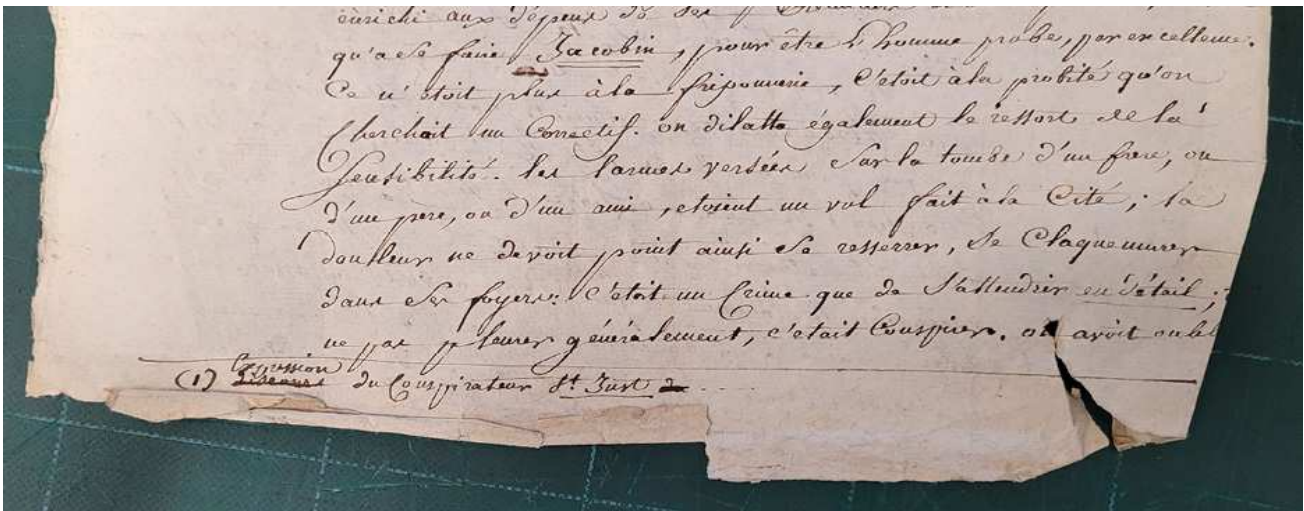 enrichi aux dépens de ses
qu'a se faire Jacobin, pour être l'homme probe, par excellence.
Ce n'étoit plus à la friponnerie, c'étoit à la probité qu'on
Cherchait un Correctif. on dilatta également le ressort de la
Sensibilité. les larmes versées sur la tombe d'un frere, ou
d'un pere, ou d'un ami, etoient un vol fait à la Cité; la
douleur ne devoit point ainsi se resserrer, se Claquemurer
dans ses foyers: c'étoit un Crime que de s'attendrir en détail;
ne pas pleurer généralement, c'était Conspirer. on avoit oublié
Expression
(1) discours du Conspirateur St. Just